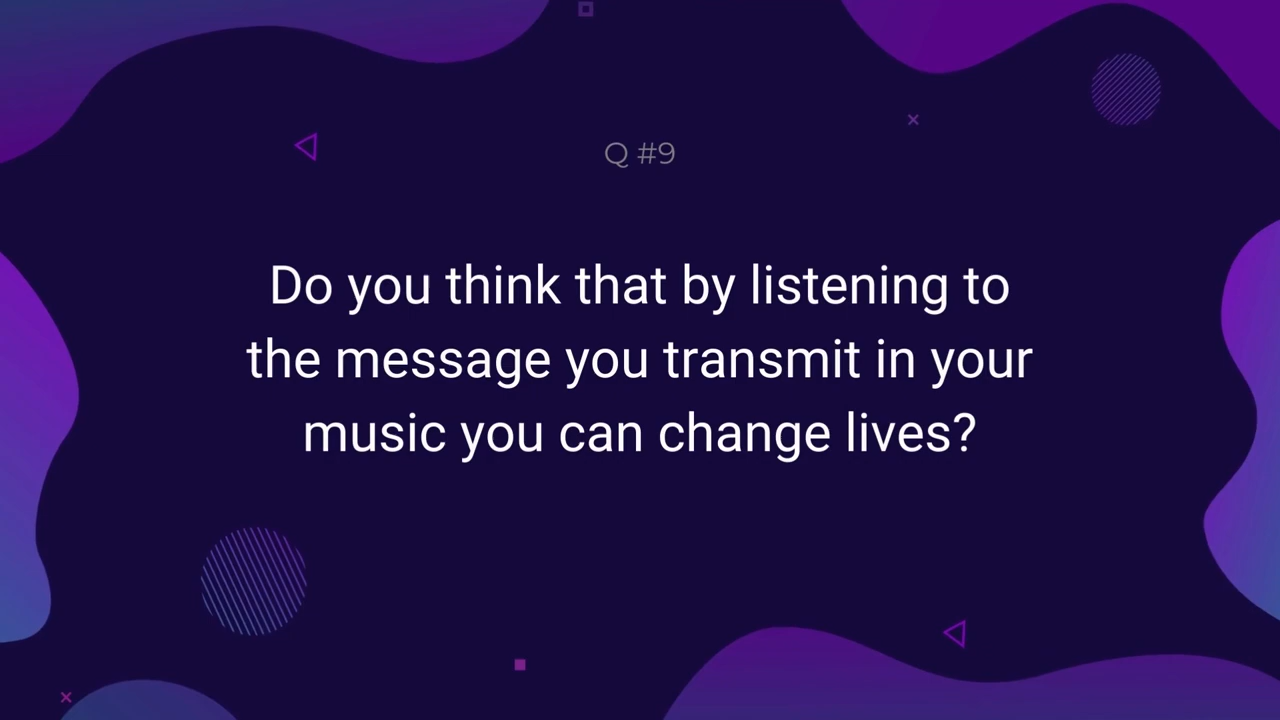 Q #9
Do you think that by listening to
the message you transmit in your
music you can change lives?